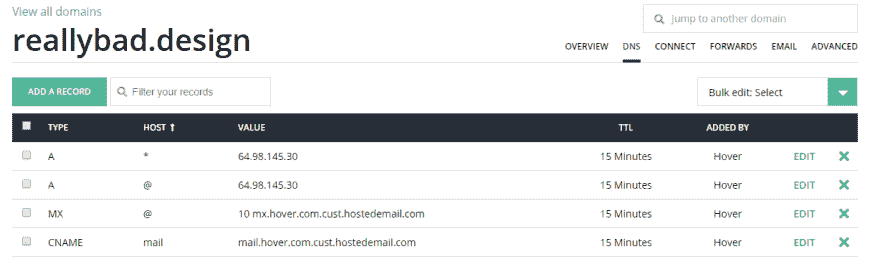 View all domains
Jump to another domain
reallybad.design
OVERVIEW DNS CONNECT FORWARDS EMAIL ADVANCED
ADD A RECORD Filter your records Bulk edit: Select
TYPE HOST ↑ VALUE TTL ADDED BY
A * 64.98.145.30 15 Minutes Hover EDIT
A @ 64.98.145.30 15 Minutes Hover EDIT
MX @ 10 mx.hover.com.cust.hostedemail.com 15 Minutes Hover EDIT
CNAME mail mail.hover.com.cust.hostedemail.com 15 Minutes Hover EDIT